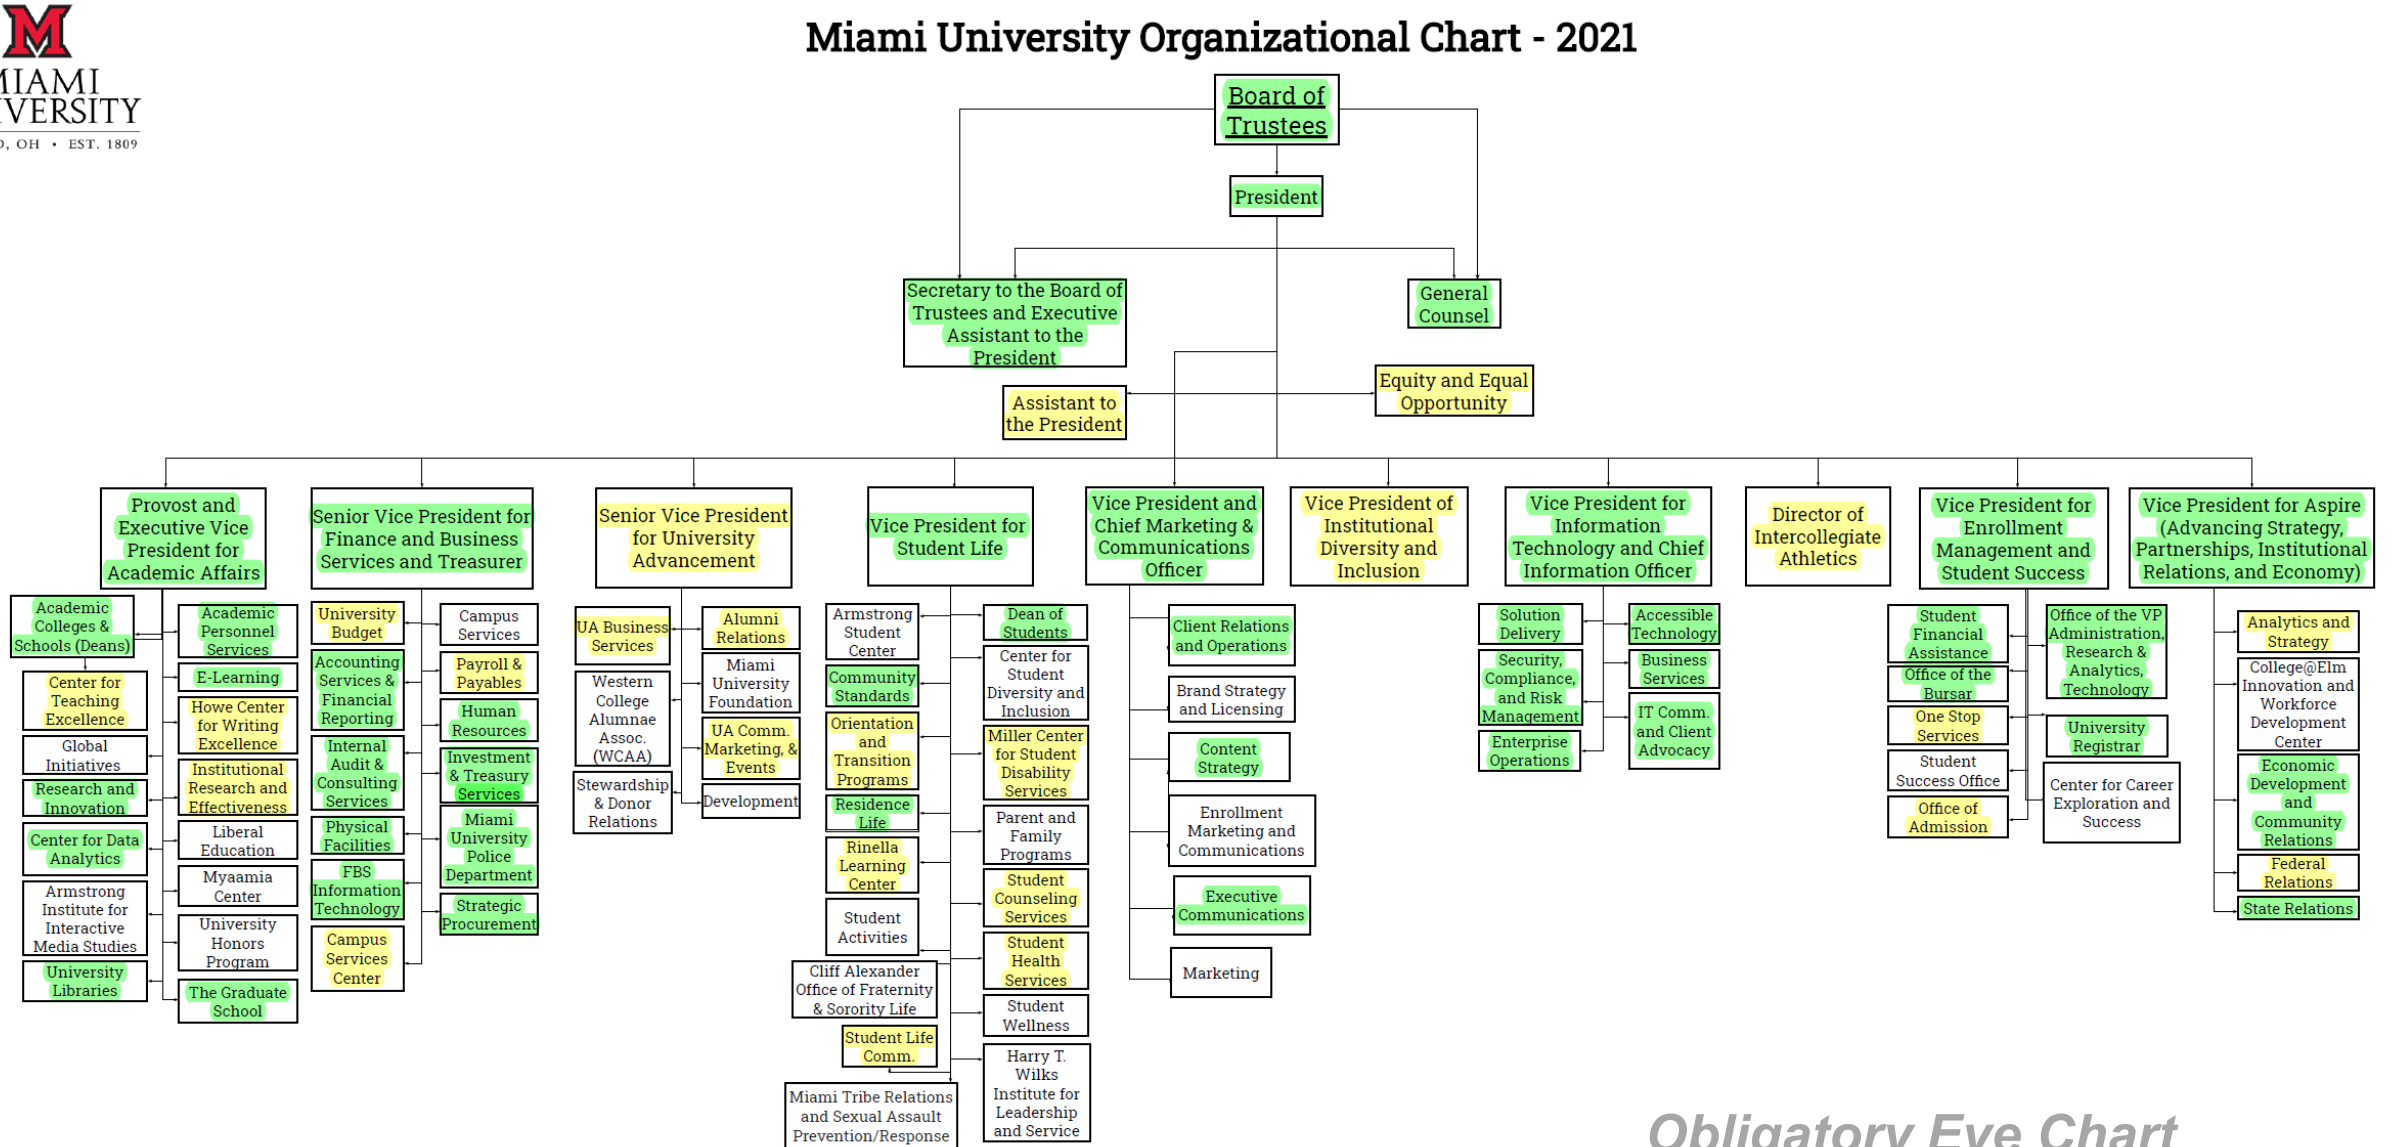 Miami University Organizational Chart - 2021
MIAMI
VERSITY
OH • EST. 1809
Board of
Trustees
President
Secretary to the Board of
Trustees and Executive
Assistant to the
President
General
Counsel
Assistant to
the President
Equity and Equal
Opportunity
Provost and
Executive Vice
President for
Academic Affairs
Senior Vice President for
Finance and Business
Services and Treasurer
Senior Vice President
for University
Advancement
Vice President for
Student Life
Vice President and
Chief Marketing &
Communications
Officer
Vice President of
Institutional
Diversity and
Inclusion
Vice President for
Information
Technology and Chief
Information Officer
Director of
Intercollegiate
Athletics
Vice President for
Enrollment
Management and
Student Success
Vice President for Aspire
(Advancing Strategy,
Partnerships, Institutional
Relations, and Economy)
Academic
Colleges &
Schools (Deans)
Center for
Teaching
Excellence
Global
Initiatives
Research and
Innovation
Center for Data
Analytics
Armstrong
Institute for
Interactive
Media Studies
University
Libraries
Academic
Personnel
Services
E-Learning
Howe Center
for Writing
Excellence
Institutional
Research and
Effectiveness
Liberal
Education
Myaamia
Center
University
Honors
Program
The Graduate
School
University
Budget
Accounting
Services &
Financial
Reporting
Internal
Audit &
Consulting
Services
Physical
Facilities
FBS
Information
Technology
Campus
Services
Center
Campus
Services
Payroll &
Payables
Human
Resources
Investment
& Treasury
Services
Miami
University
Police
Department
Strategic
Procurement
UA Business
Services
Western
College
Alumnae
Assoc.
(WCAA)
Stewardship
& Donor
Relations
Alumni
Relations
Miami
University
Foundation
UA Comm.
Marketing, &
Events
Development
Armstrong
Student
Center
Community
Standards
Orientation
and
Transition
Programs
Residence
Life
Rinella
Learning
Center
Student
Activities
Cliff Alexander
Office of Fraternity
& Sorority Life
Student Life
Comm.
Miami Tribe Relations
and Sexual Assault
Prevention/Response
Dean of
Students
Center for
Student
Diversity and
Inclusion
Miller Center
for Student
Disability
Services
Parent and
Family
Programs
Student
Counseling
Services
Student
Health
Services
Student
Wellness
Harry T.
Wilks
Institute for
Leadership
and Service
Client Relations
and Operations
Brand Strategy
and Licensing
Content
Strategy
Enrollment
Marketing and
Communications
Executive
Communications
Marketing
Solution
Delivery
Security,
Compliance,
and Risk
Management
Enterprise
Operations
Accessible
Technology
Business
Services
IT Comm.
and Client
Advocacy
Student
Financial
Assistance
Office of the
Bursar
One Stop
Services
Student
Success Office
Office of
Admission
Office of the VP
Administration,
Research &
Analytics,
Technology
University
Registrar
Center for Career
Exploration and
Success
Analytics and
Strategy
College@Elm
Innovation and
Workforce
Development
Center
Economic
Development
and
Community
Relations
Federal
Relations
State Relations
Obligatory Eye Chart